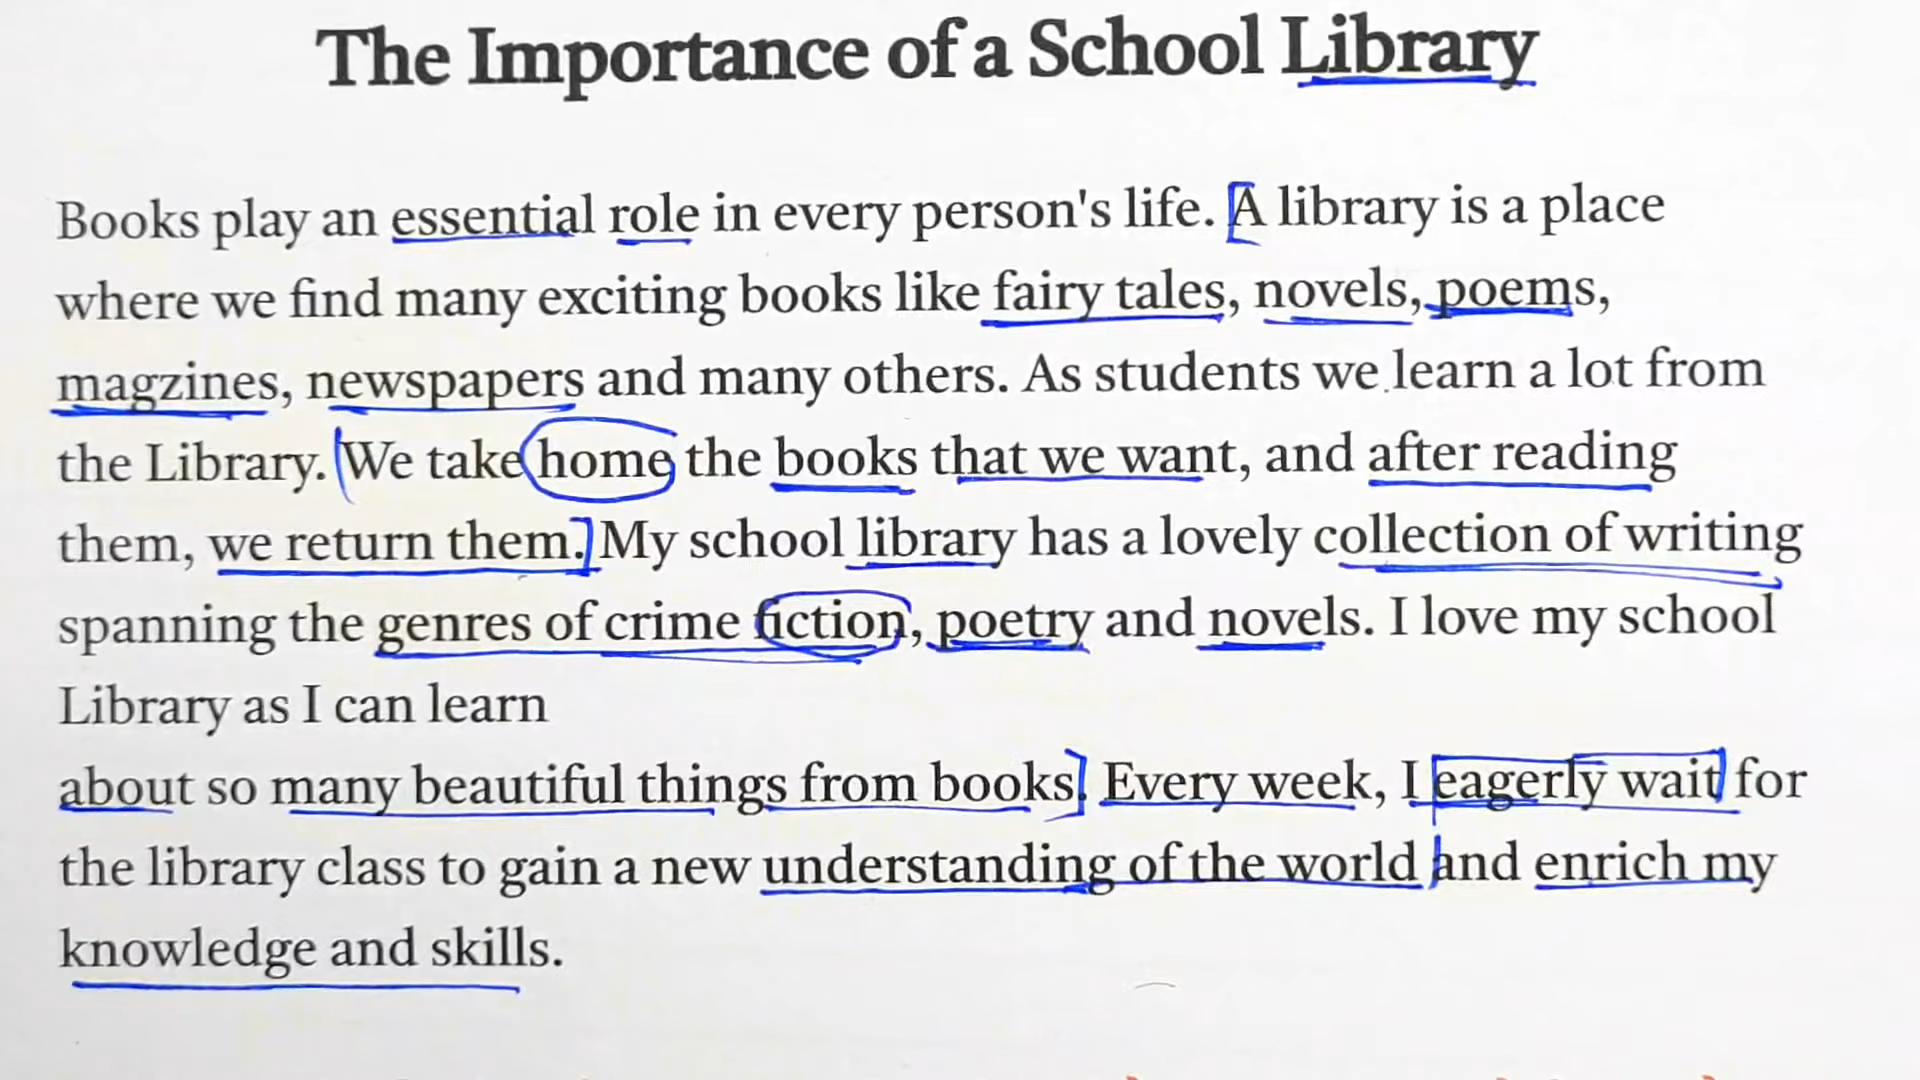 The Importance of a School Library
Books play an essential role in every person's life. A library is a place
where we find many exciting books like fairy tales, novels, poems,
magzines, newspapers and many others. As students we learn a lot from
the Library. We take home the books that we want, and after reading
them, we return them. My school library has a lovely collection of writing
spanning the genres of crime fiction, poetry and novels. I love my school
Library as I can learn
about so many beautiful things from books. Every week, I eagerly wait for
the library class to gain a new understanding of the world and enrich my
knowledge and skills.